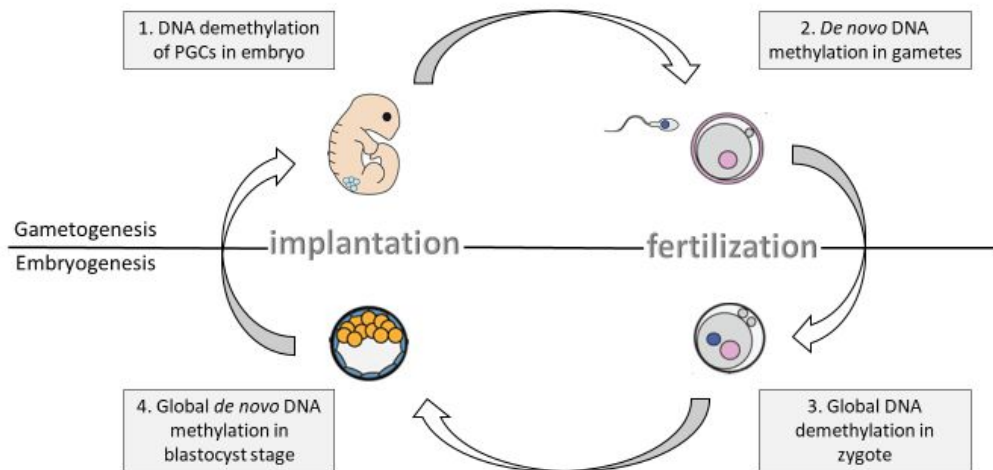 1. DNA demethylation
of PGCs in embryo
2. De novo DNA
methylation in gametes
Gametogenesis
Embryogenesis
implantation
fertilization
4. Global de novo DNA
methylation in
blastocyst stage
3. Global DNA
demethylation in
zygote